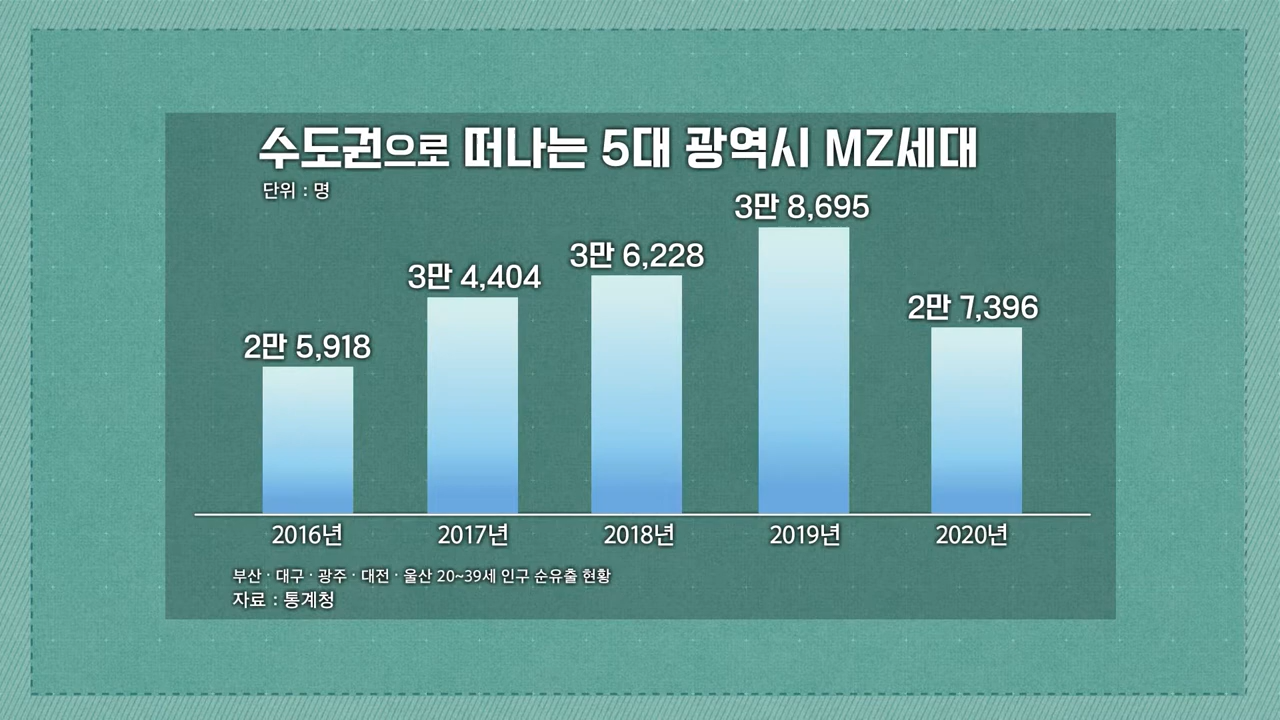 수도권으로 떠나는 5대 광역시 MZ세대
단위 : 명
2만 5,918
3만 4,404
3만 6,228
3만 8,695
2만 7,396
2016년
2017년
2018년
2019년
2020년
부산 · 대구 · 광주 · 대전 · 울산 20~39세 인구 순유출 현황
자료 : 통계청